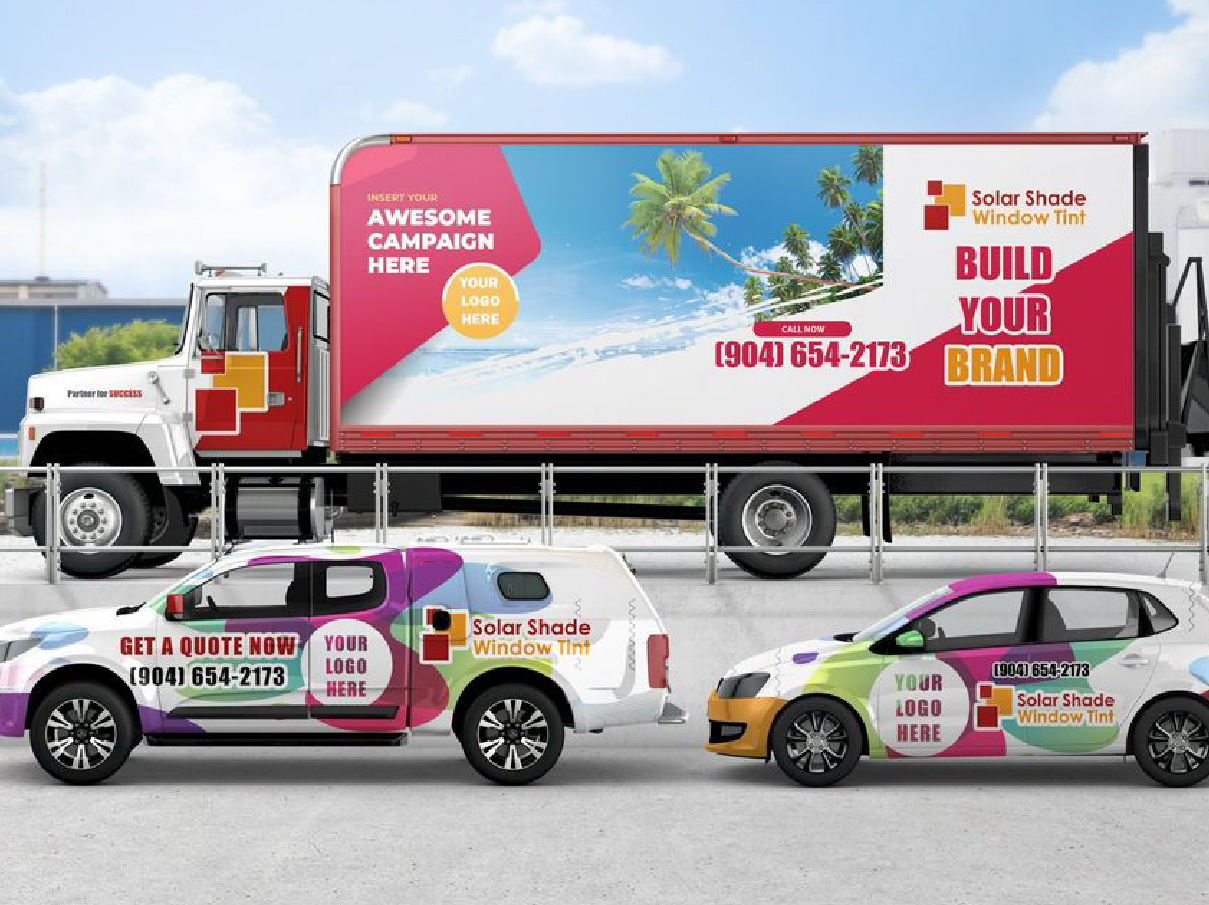 INSERT YOUR
AWESOME
CAMPAIGN
HERE
YOUR
LOGO
HERE
CALL NOW
(904) 654-2173
Solar Shade
Window Tint
BUILD
YOUR
BRAND
Partner for SUCCESS
GET A QUOTE NOW
(904) 654-2173
YOUR
LOGO
HERE
Solar Shade
Window Tint
(904) 654-2173
YOUR
LOGO
HERE
Solar Shade
Window Tint